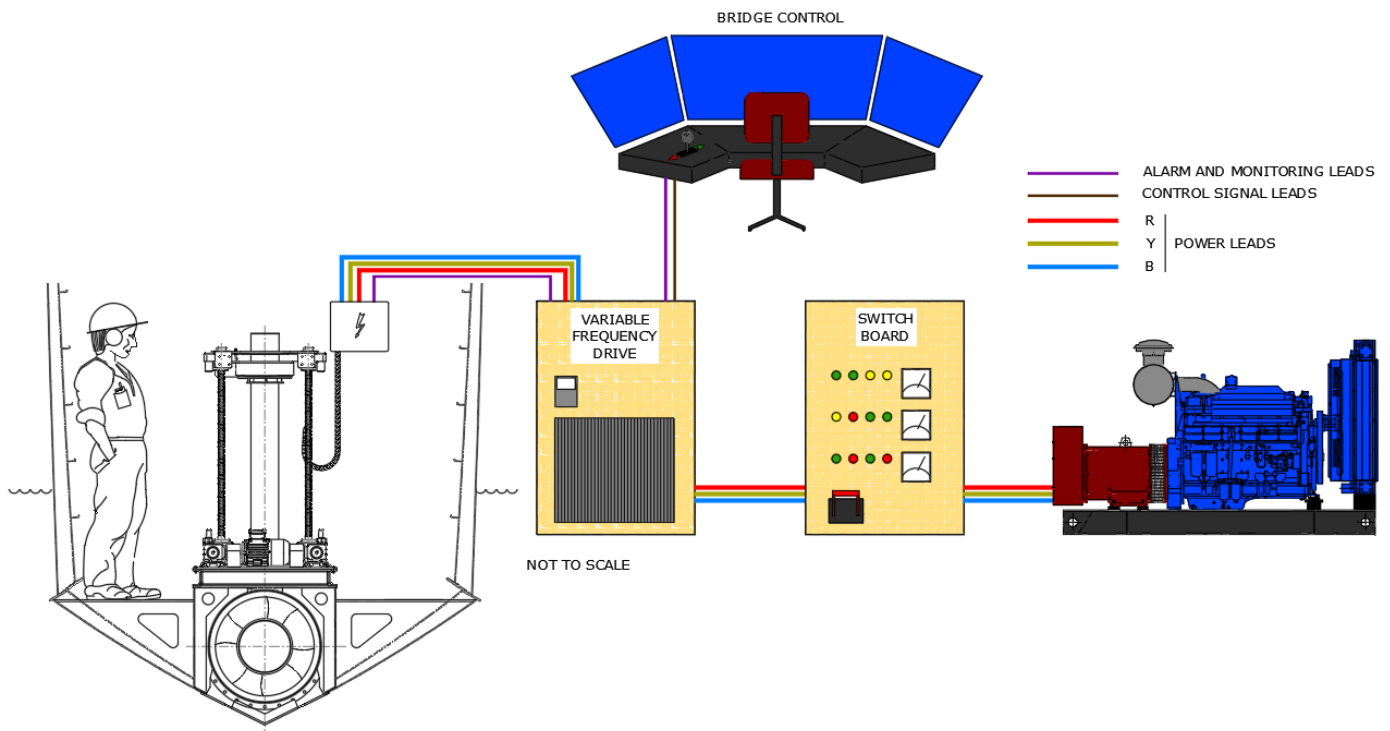 BRIDGE CONTROL
ALARM AND MONITORING LEADS
CONTROL SIGNAL LEADS
R
Y POWER LEADS
B
VARIABLE
FREQUENCY
DRIVE
SWITCH
BOARD
NOT TO SCALE